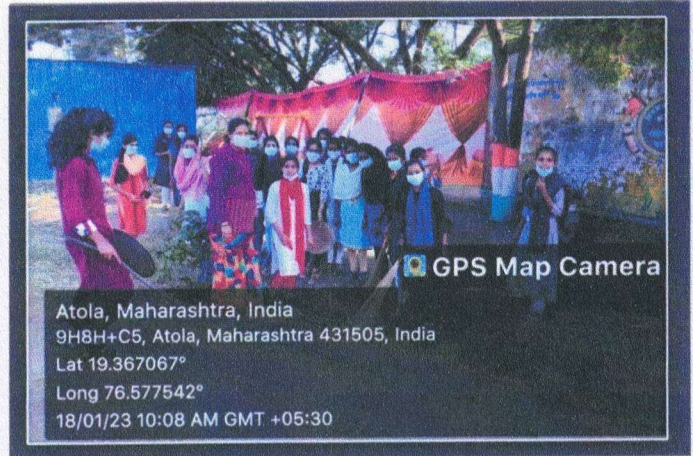 GPS Map Camera
Atola, Maharashtra, India
9H8H+C5, Atola, Maharashtra 431505, India
Lat 19.367067°
Long 76.577542°
18/01/23 10:08 AM GMT +05:30